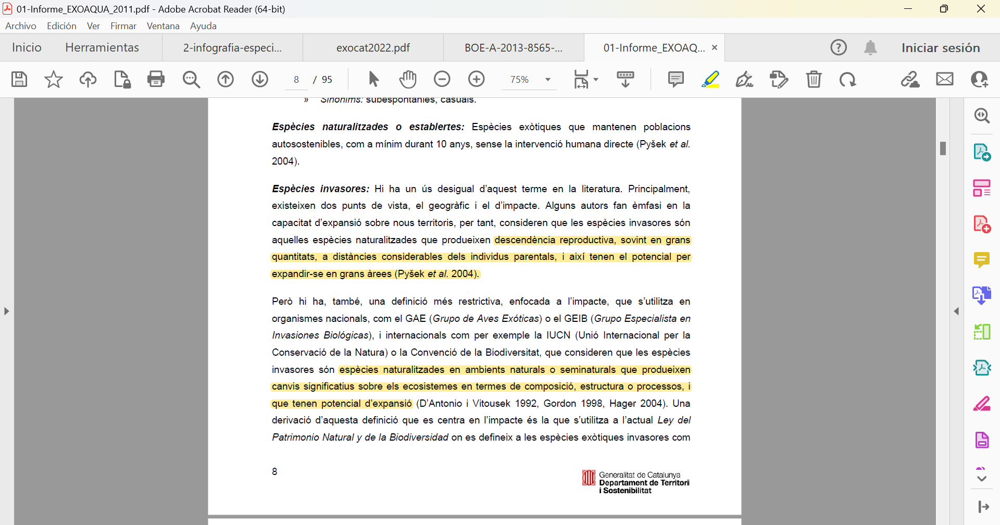 01-Informe_EXOAQUA_2011.pdf - Adobe Acrobat Reader (64-bit)
Archivo Edición Ver Firmar Ventana Ayuda
Inicio Herramientas 2-infografia-especi... exocat2022.pdf BOE-A-2013-8565-... 01-Informe_EXOAQ... × Iniciar sesión
8 / 95 75%
» Sinònims: subespontànies, casuals.
Espècies naturalitzades o establertes: Espècies exòtiques que mantenen poblacions
autosostenibles, com a mínim durant 10 anys, sense la intervenció humana directe (Pyšek et al.
2004).
Espècies invasores: Hi ha un ús desigual d'aquest terme en la literatura. Principalment,
existeixen dos punts de vista, el geogràfic i el d'impacte. Alguns autors fan èmfasi en la
capacitat d'expansió sobre nous territoris, per tant, consideren que les espècies invasores són
aquelles espècies naturalitzades que produeixen descendència reproductiva, sovint en grans
quantitats, a distàncies considerables dels individus parentals, i així tenen el potencial per
expandir-se en grans àrees (Pyšek et al. 2004).
Però hi ha, també, una definició més restrictiva, enfocada a l'impacte, que s'utilitza en
organismes nacionals, com el GAE (Grupo de Aves Exóticas) o el GEIB (Grupo Especialista en
Invasiones Biológicas), i internacionals com per exemple la IUCN (Unió Internacional per la
Conservació de la Natura) o la Convenció de la Biodiversitat, que consideren que les espècies
invasores són espècies naturalitzades en ambients naturals o seminaturals que produeixen
canvis significatius sobre els ecosistemes en termes de composició, estructura o processos, i
que tenen potencial d'expansió (D'Antonio i Vitousek 1992, Gordon 1998, Hager 2004). Una
derivació d'aquesta definició que es centra en l'impacte és la que s'utilitza a l'actual Ley del
Patrimonio Natural y de la Biodiversidad on es defineix a les espècies exòtiques invasores com
8
Generalitat de Catalunya
Departament de Territori
i Sostenibilitat